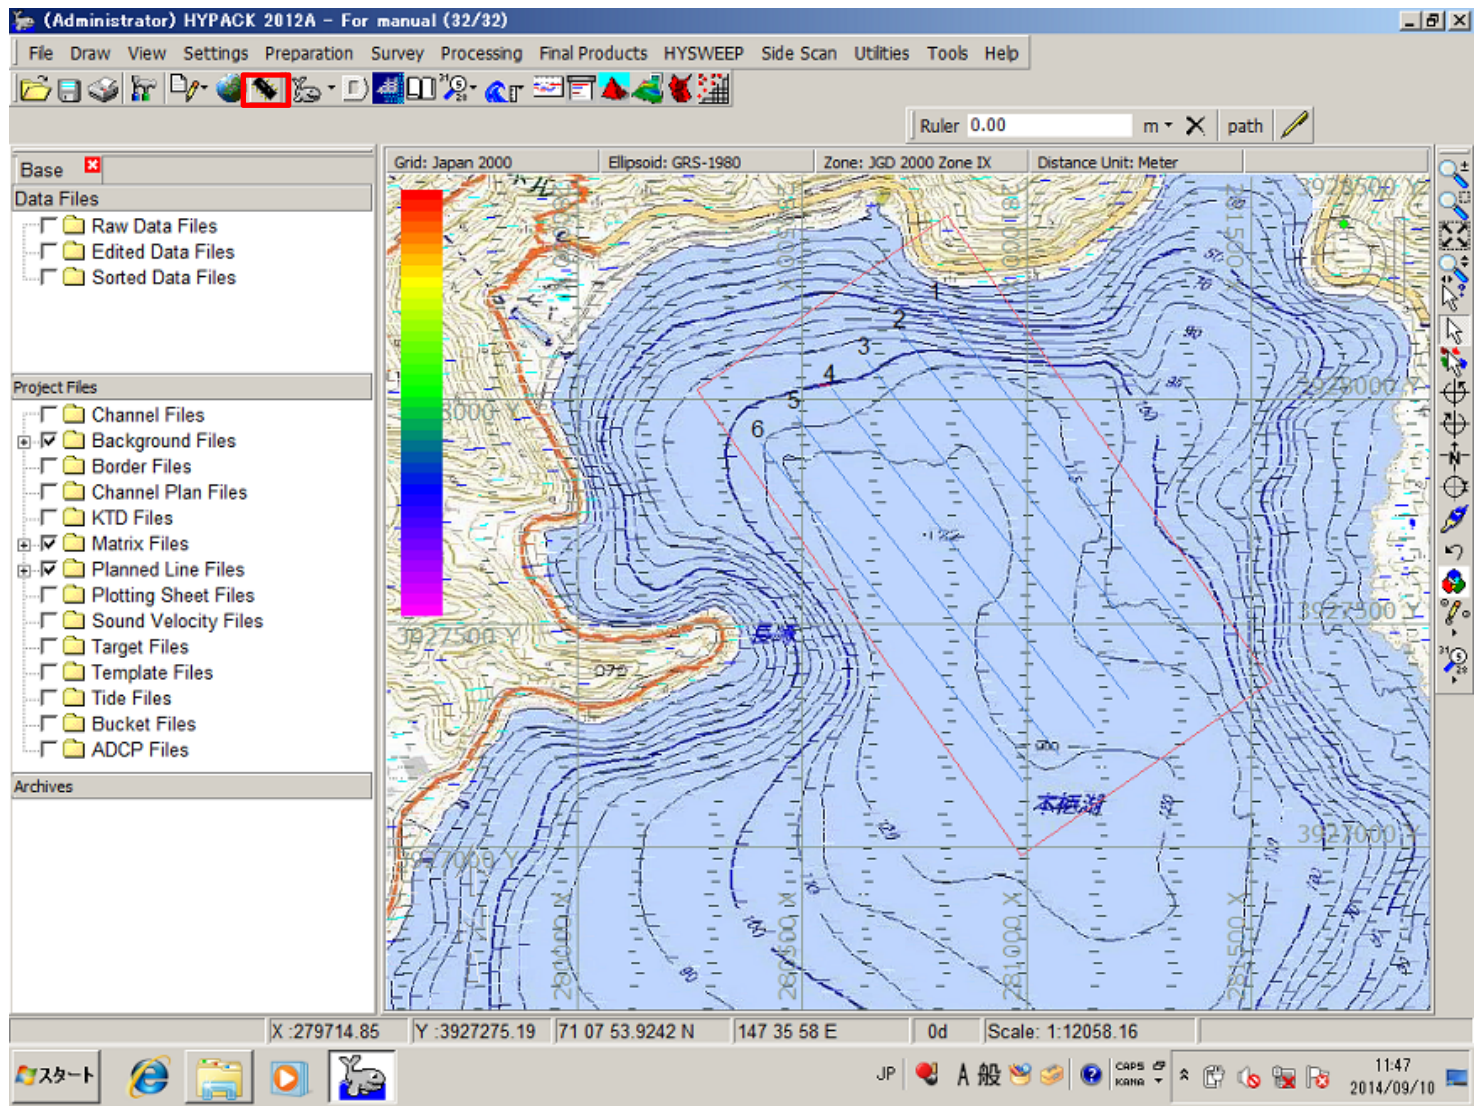 (Administrator) HYPACK 2012A - For manual (32/32)
File Draw View Settings Preparation Survey Processing Final Products HYSWEEP Side Scan Utilities Tools Help
Ruler 0.00 m path
Base
Grid: Japan 2000 Ellipsoid: GRS-1980 Zone: JGD 2000 Zone IX Distance Unit: Meter
Data Files
Raw Data Files
Edited Data Files
Sorted Data Files
Project Files
Channel Files
Background Files
Border Files
Channel Plan Files
KTD Files
Matrix Files
Planned Line Files
Plotting Sheet Files
Sound Velocity Files
Target Files
Template Files
Tide Files
Bucket Files
ADCP Files
Archives
3928500 Y
1
2
3
4
5
6
3928000 Y
3927500 Y
3927500 Y
本栖湖
3927000 Y
3927000 Y
281000 X
281500 X
X :279714.85 Y :3927275.19 71 07 53.9242 N 147 35 58 E 0d Scale: 1:12058.16
スタート
JP A 般 CAPS KANA
11:47
2014/09/10